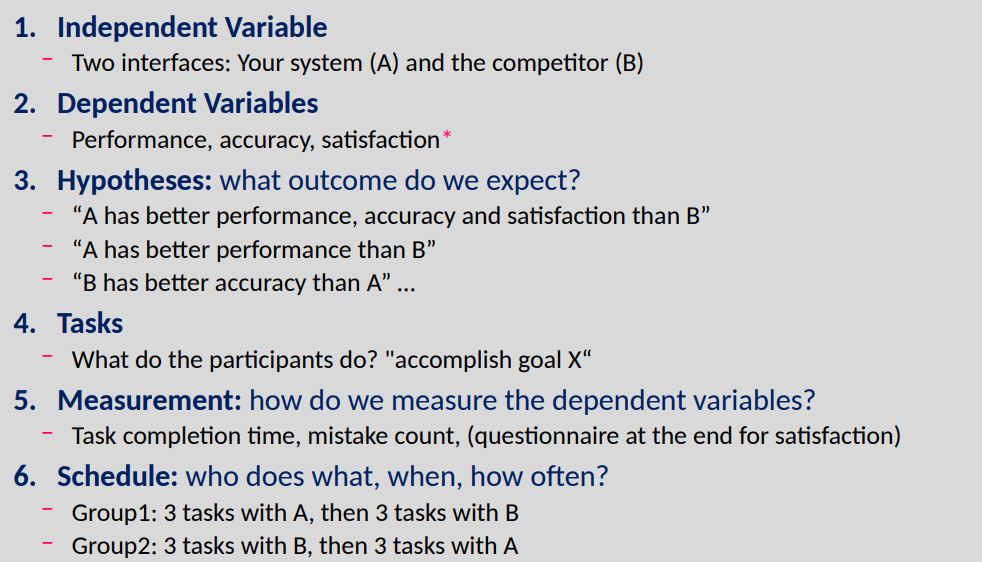 1. Independent Variable
– Two interfaces: Your system (A) and the competitor (B)
2. Dependent Variables
– Performance, accuracy, satisfaction*
3. Hypotheses: what outcome do we expect?
– “A has better performance, accuracy and satisfaction than B”
– “A has better performance than B”
– “B has better accuracy than A” ...
4. Tasks
– What do the participants do? "accomplish goal X“
5. Measurement: how do we measure the dependent variables?
– Task completion time, mistake count, (questionnaire at the end for satisfaction)
6. Schedule: who does what, when, how often?
– Group1: 3 tasks with A, then 3 tasks with B
– Group2: 3 tasks with B, then 3 tasks with A